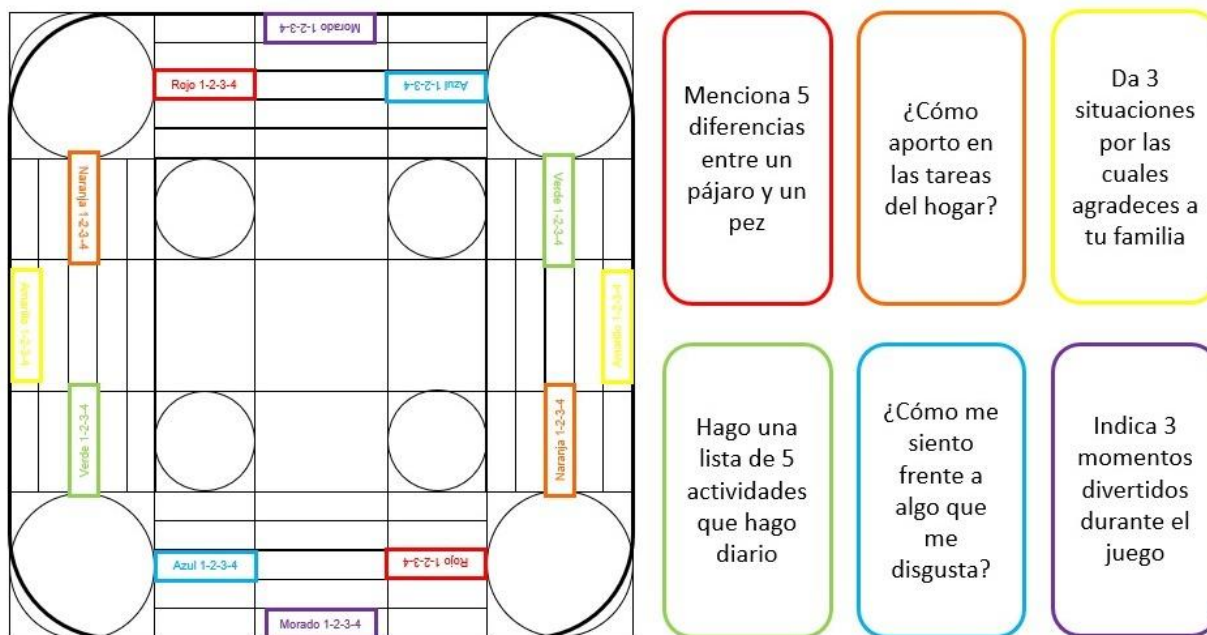 Morado 1-2-3-4
Rojo 1-2-3-4
Azul 1-2-3-4
Naranja 1-2-3-4
Verde 1-2-3-4
Amarillo 1-2-3-4
Amarillo 1-2-3-4
Verde 1-2-3-4
Naranja 1-2-3-4
Azul 1-2-3-4
Rojo 1-2-3-4
Morado 1-2-3-4
Menciona 5
diferencias
entre un
pájaro y un
pez
¿Cómo
aporto en
las tareas
del hogar?
Da 3
situaciones
por las
cuales
agradeces a
tu familia
Hago una
lista de 5
actividades
que hago
diario
¿Cómo me
siento
frente a
algo que
me
disgusta?
Indica 3
momentos
divertidos
durante el
juego